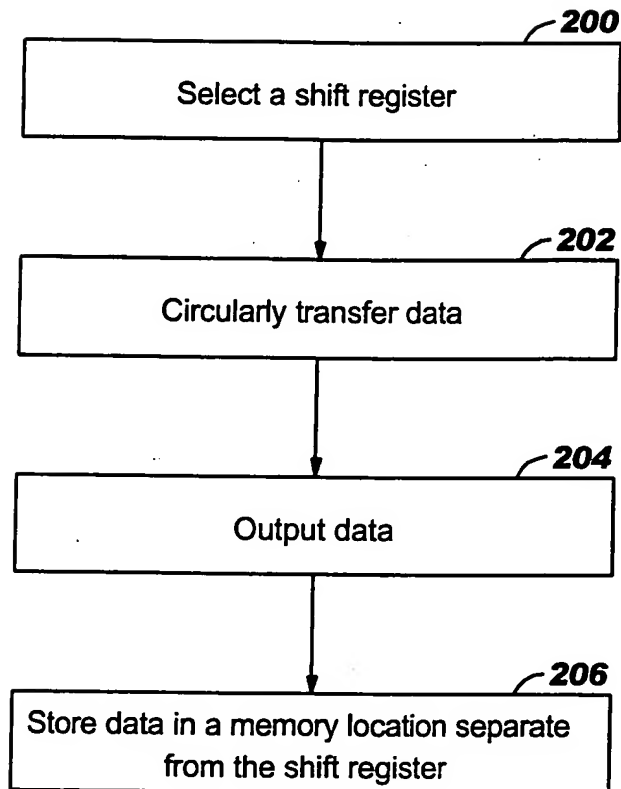 200
Select a shift register
202
Circularly transfer data
204
Output data
206
Store data in a memory location separate
from the shift register